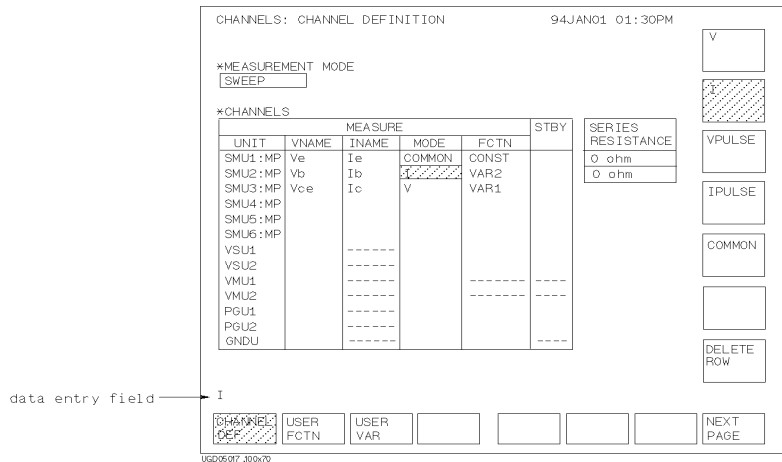 CHANNELS: CHANNEL DEFINITION 94JAN01 01:30PM
V
*MEASUREMENT MODE
SWEEP
I
*CHANNELS
MEASURE STBY SERIES RESISTANCE
UNIT VNAME INAME MODE FCTN
VPULSE
SMU1:MP Ve Ie COMMON CONST 0 ohm
SMU2:MP Vb Ib I VAR2 0 ohm
SMU3:MP Vce Ic V VAR1
IPULSE
SMU4:MP
SMU5:MP
SMU6:MP
VSU1 ------
COMMON
VSU2 ------
VMU1 ------ ------ ----
VMU2 ------ ------ ----
PGU1 ------
PGU2 ------
GNDU ------ ----
DELETE
ROW
data entry field I
CHANNEL DEF
USER FCTN
USER VAR
NEXT PAGE
UGD05017 ,100x70